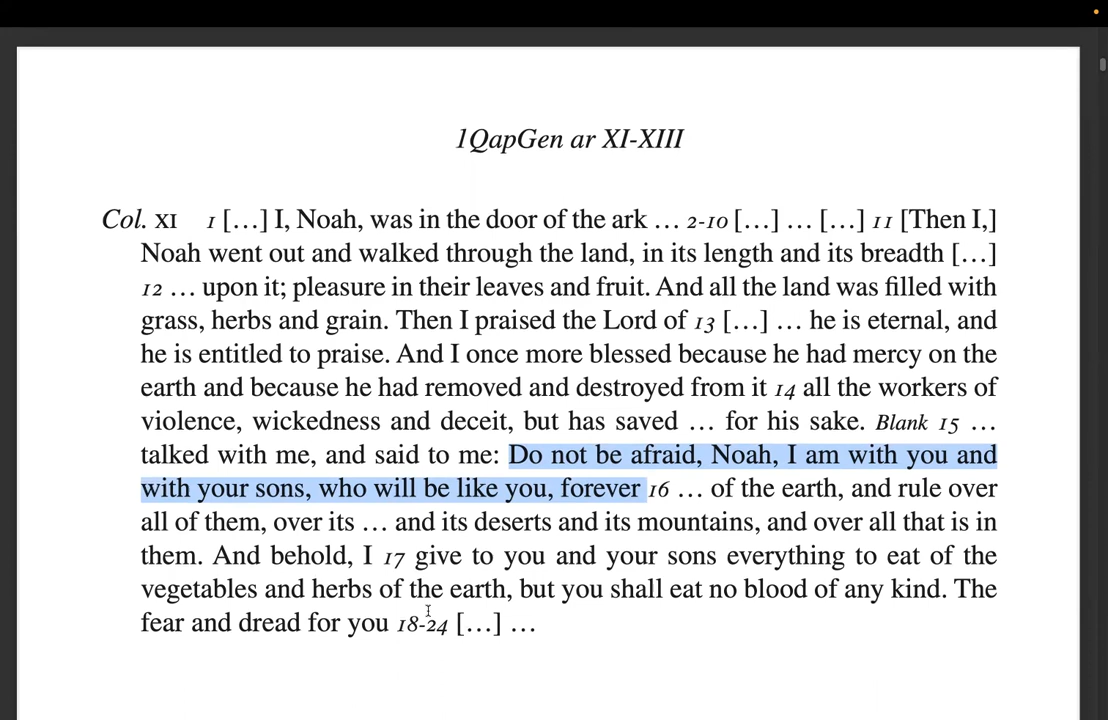 1QapGen ar XI-XIII
Col. XI 1 […] I, Noah, was in the door of the ark … 2-10 […] … […] 11 [Then I,]
Noah went out and walked through the land, in its length and its breadth […]
12 … upon it; pleasure in their leaves and fruit. And all the land was filled with
grass, herbs and grain. Then I praised the Lord of 13 […] … he is eternal, and
he is entitled to praise. And I once more blessed because he had mercy on the
earth and because he had removed and destroyed from it 14 all the workers of
violence, wickedness and deceit, but has saved … for his sake. Blank 15 …
talked with me, and said to me: Do not be afraid, Noah, I am with you and
with your sons, who will be like you, forever 16 … of the earth, and rule over
all of them, over its … and its deserts and its mountains, and over all that is in
them. And behold, I 17 give to you and your sons everything to eat of the
vegetables and herbs of the earth, but you shall eat no blood of any kind. The
fear and dread for you 18-24 […] …